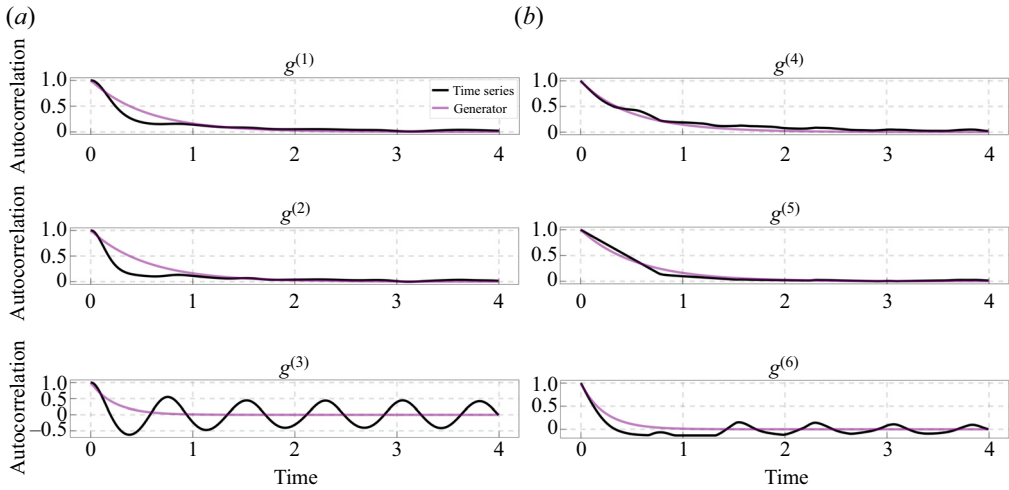 (a)
Autocorrelation
g(1)
1.0
0.5
0
Time series
Generator
0 1 2 3 4
Autocorrelation
g(2)
1.0
0.5
0
0 1 2 3 4
Autocorrelation
g(3)
1.0
0.5
0
−0.5
0 1 2 3 4
Time
(b)
g(4)
1.0
0.5
0
0 1 2 3 4
g(5)
1.0
0.5
0
0 1 2 3 4
g(6)
1.0
0.5
0
0 1 2 3 4
Time